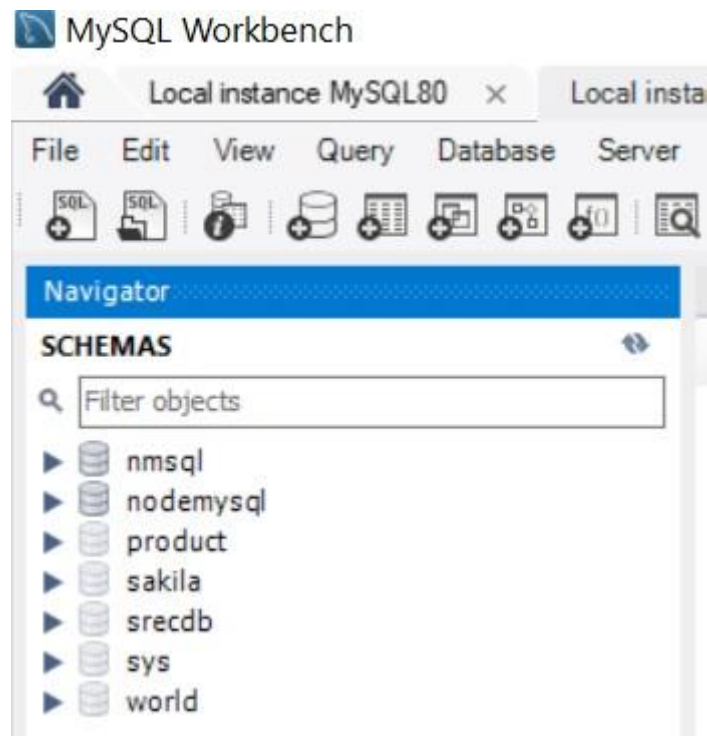 MySQL Workbench
Local instance MySQL80 × Local insta
File Edit View Query Database Server
SQL SQL f()
Navigator
SCHEMAS
Filter objects
nmsql
nodemysql
product
sakila
srecdb
sys
world